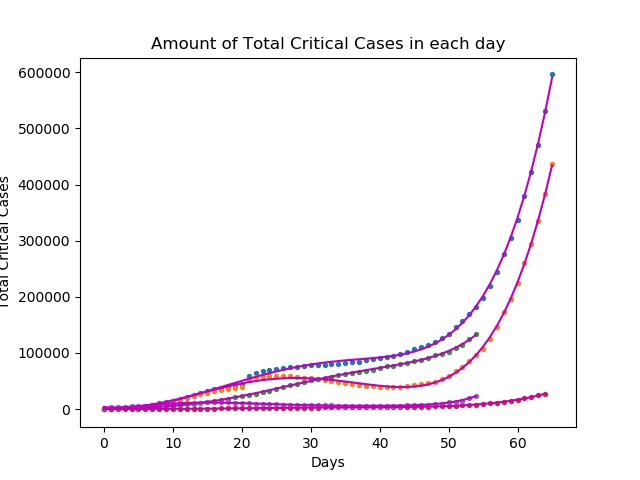 Amount of Total Critical Cases in each day
600000
500000
400000
300000
200000
100000
0
Total Critical Cases
0 10 20 30 40 50 60
Days